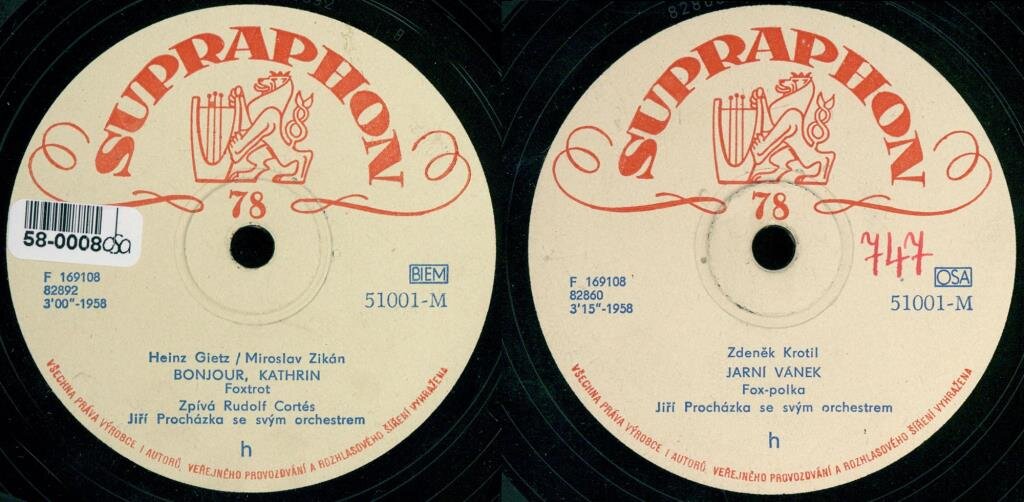 SUPRAPHON
78
58-0008
F 169108
82892
3'00"-1958
BIEM
51001-M
Heinz Gietz / Miroslav Zikán
BONJOUR, KATHRIN
Foxtrot
Zpívá Rudolf Cortés
Jiří Procházka se svým orchestrem
h
VŠECHNA PRÁVA VÝROBCE I AUTORŮ, VEŘEJNÉHO PROVOZOVÁNÍ A ROZHLASOVÉHO ŠÍŘENÍ VYHRAŽENA
SUPRAPHON
78
747
F 169108
82860
3'15"-1958
OSA
51001-M
Zdeněk Krotil
JARNÍ VÁNEK
Fox-polka
Jiří Procházka se svým orchestrem
h
VŠECHNA PRÁVA VÝROBCE I AUTORŮ, VEŘEJNÉHO PROVOZOVÁNÍ A ROZHLASOVÉHO ŠÍŘENÍ VYHRAŽENA